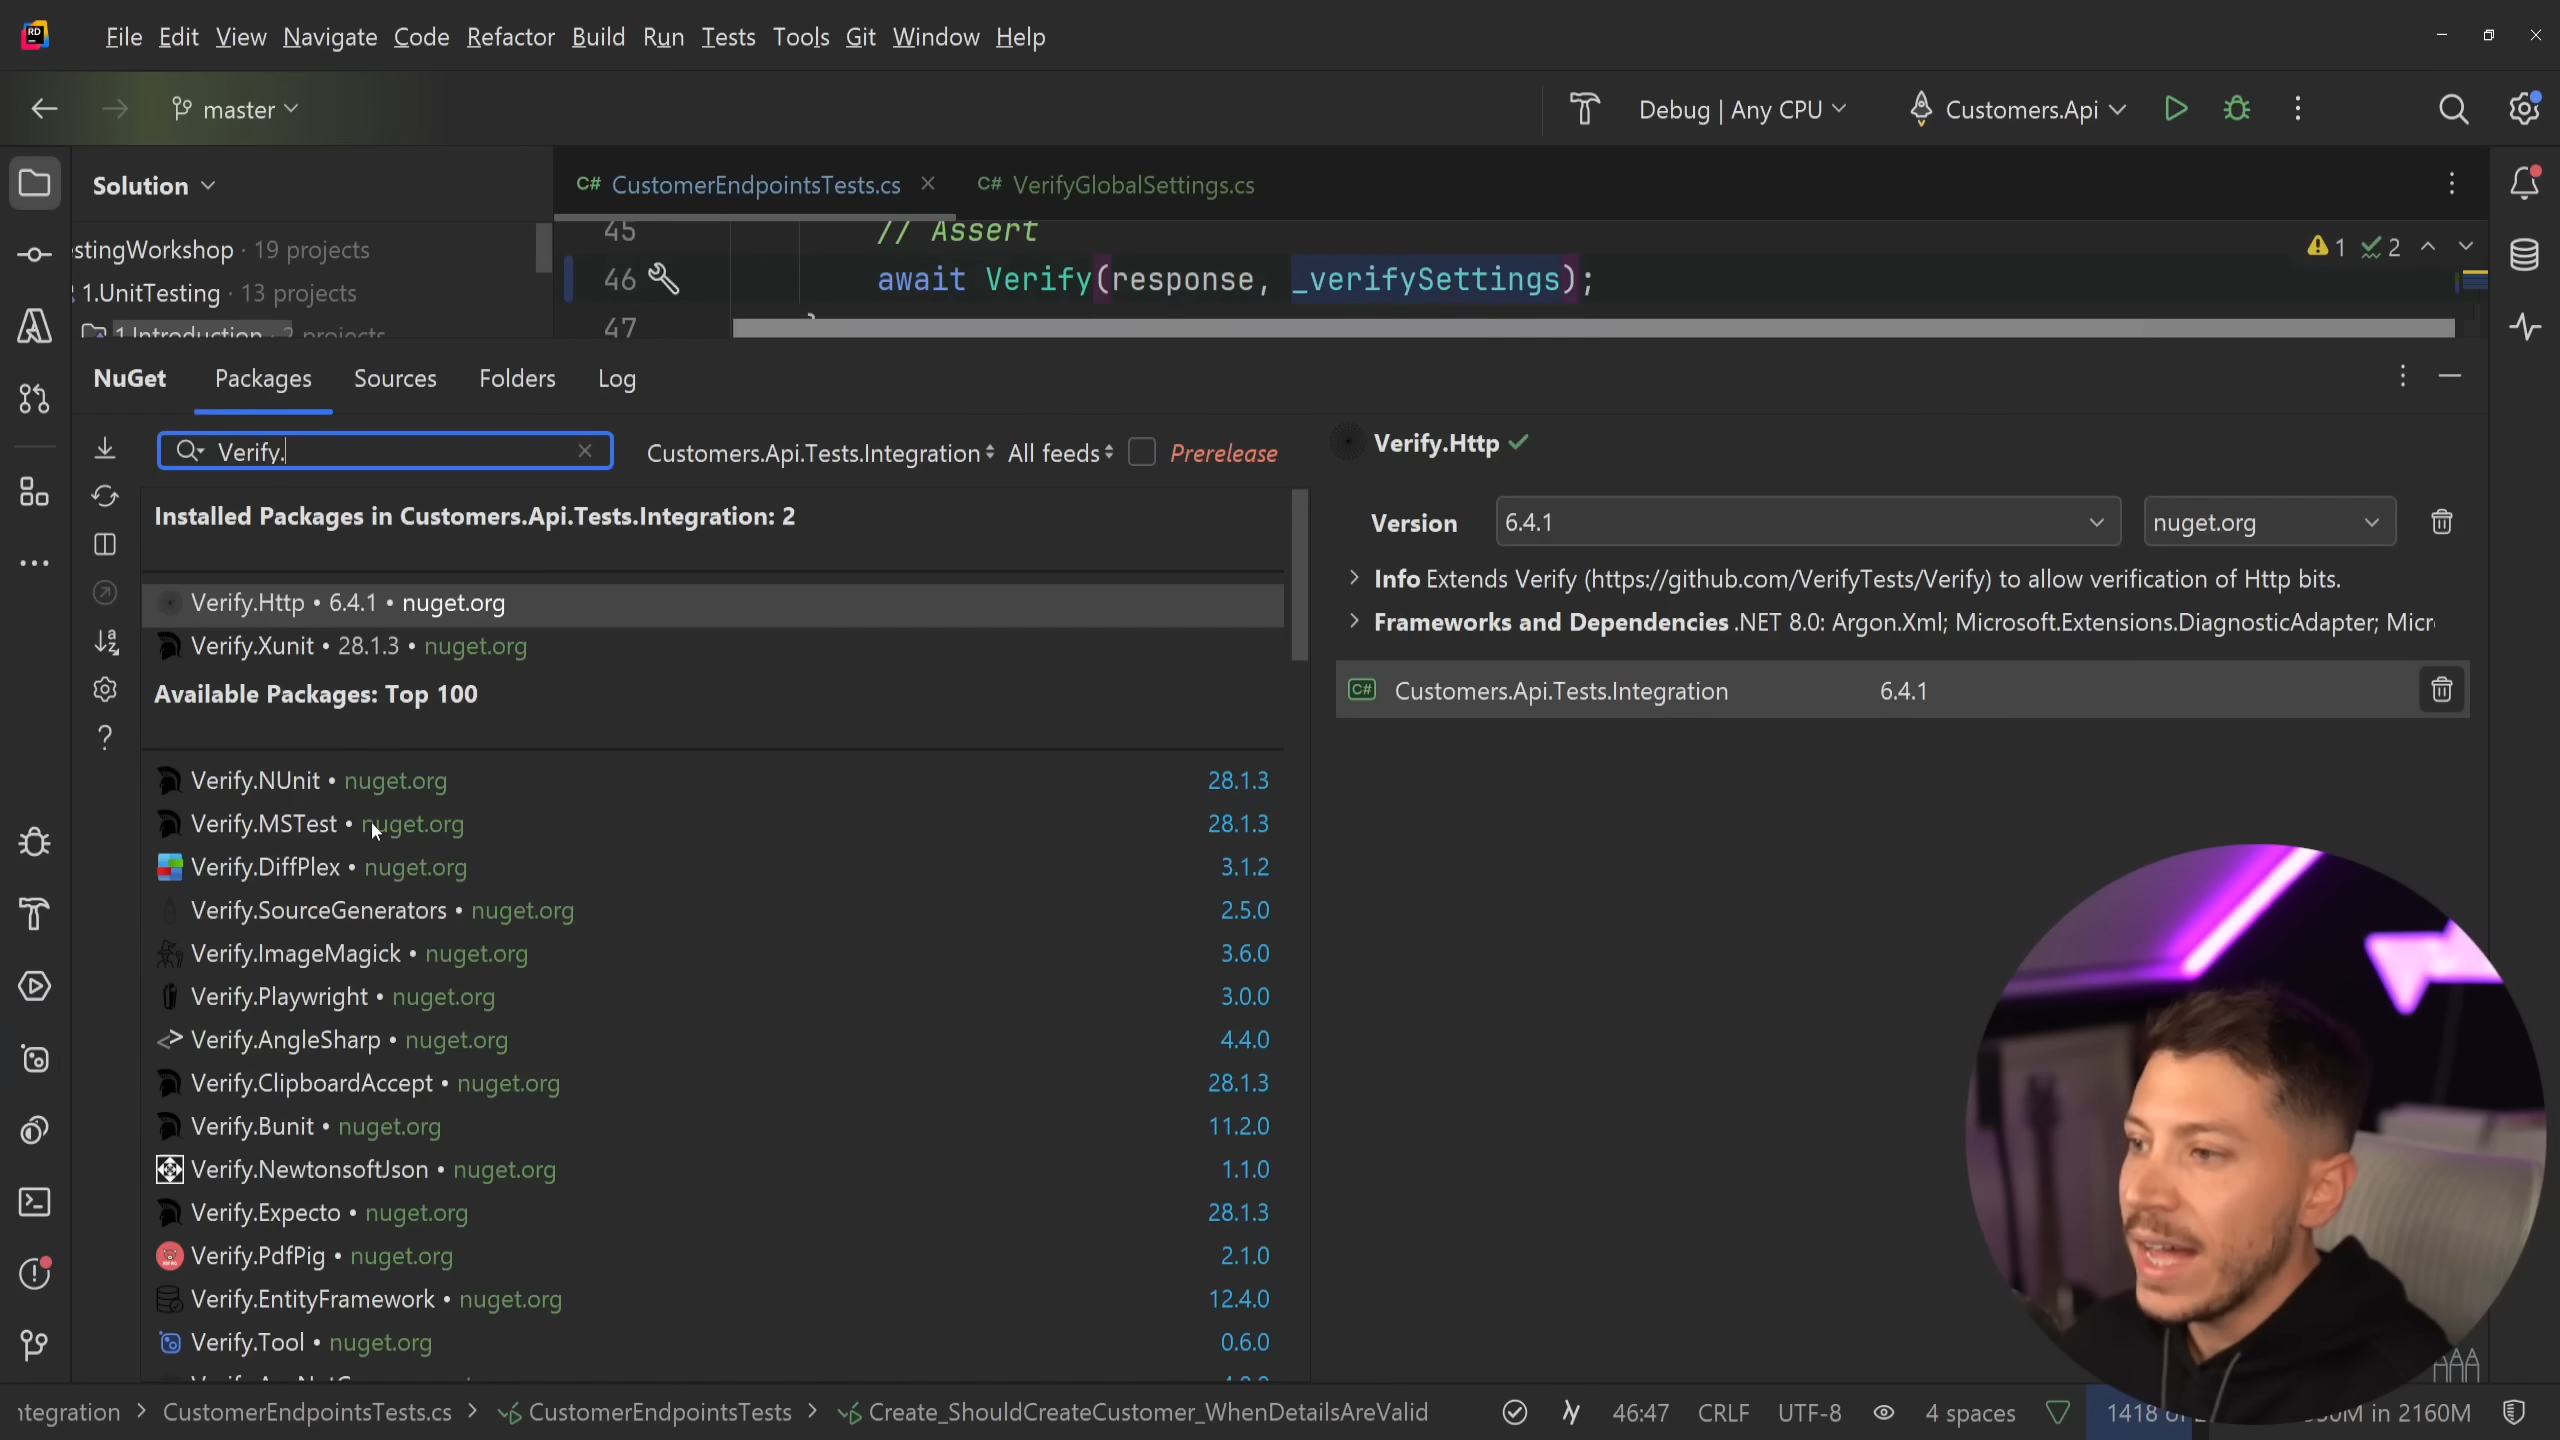 RD File Edit View Navigate Code Refactor Build Run Tests Tools Git Window Help
master Debug | Any CPU Customers.Api
Solution
C# CustomerEndpointsTests.cs C# VerifyGlobalSettings.cs
estingWorkshop · 19 projects
1.UnitTesting · 13 projects
1.Introduction · 2 projects
45 // Assert
46 await Verify(response, _verifySettings);
47
1 2
NuGet Packages Sources Folders Log
Verify. Customers.Api.Tests.Integration All feeds Prerelease
Installed Packages in Customers.Api.Tests.Integration: 2
Verify.Http • 6.4.1 • nuget.org
Verify.Xunit • 28.1.3 • nuget.org
Available Packages: Top 100
Verify.NUnit • nuget.org 28.1.3
Verify.MSTest • nuget.org 28.1.3
Verify.DiffPlex • nuget.org 3.1.2
Verify.SourceGenerators • nuget.org 2.5.0
Verify.ImageMagick • nuget.org 3.6.0
Verify.Playwright • nuget.org 3.0.0
Verify.AngleSharp • nuget.org 4.4.0
Verify.ClipboardAccept • nuget.org 28.1.3
Verify.Bunit • nuget.org 11.2.0
Verify.NewtonsoftJson • nuget.org 1.1.0
Verify.Expecto • nuget.org 28.1.3
Verify.PdfPig • nuget.org 2.1.0
Verify.EntityFramework • nuget.org 12.4.0
Verify.Tool • nuget.org 0.6.0
Verify.Http
Version 6.4.1 nuget.org
Info Extends Verify (https://github.com/VerifyTests/Verify) to allow verification of Http bits.
Frameworks and Dependencies .NET 8.0: Argon.Xml; Microsoft.Extensions.DiagnosticAdapter; Micr
C# Customers.Api.Tests.Integration 6.4.1
ntegration > CustomerEndpointsTests.cs > CustomerEndpointsTests > Create_ShouldCreateCustomer_WhenDetailsAreValid 46:47 CRLF UTF-8 4 spaces 1418 of in 2160M